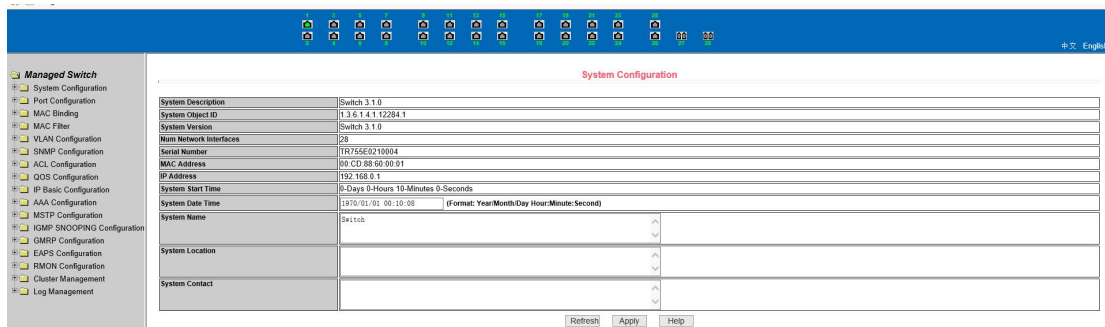 1 3 5 7 9 11 13 15 17 19 21 23 25
2 4 6 8 10 12 14 16 18 20 22 24 26 27 28
中文 English
Managed Switch
System Configuration
Port Configuration
MAC Binding
MAC Filter
VLAN Configuration
SNMP Configuration
ACL Configuration
QOS Configuration
IP Basic Configuration
AAA Configuration
MSTP Configuration
IGMP SNOOPING Configuration
GMRP Configuration
EAPS Configuration
RMON Configuration
Cluster Management
Log Management
System Configuration
System Description Switch 3.1.0
System Object ID 1.3.6.1.4.1.12284.1
System Version Switch 3.1.0
Num Network Interfaces 28
Serial Number TR755E0210004
MAC Address 00:CD:88:60:00:01
IP Address 192.168.0.1
System Start Time 0-Days 0-Hours 10-Minutes 0-Seconds
System Date Time 1970/01/01 00:10:08 (Format: Year/Month/Day Hour:Minute:Second)
System Name Switch
System Location
System Contact
Refresh Apply Help